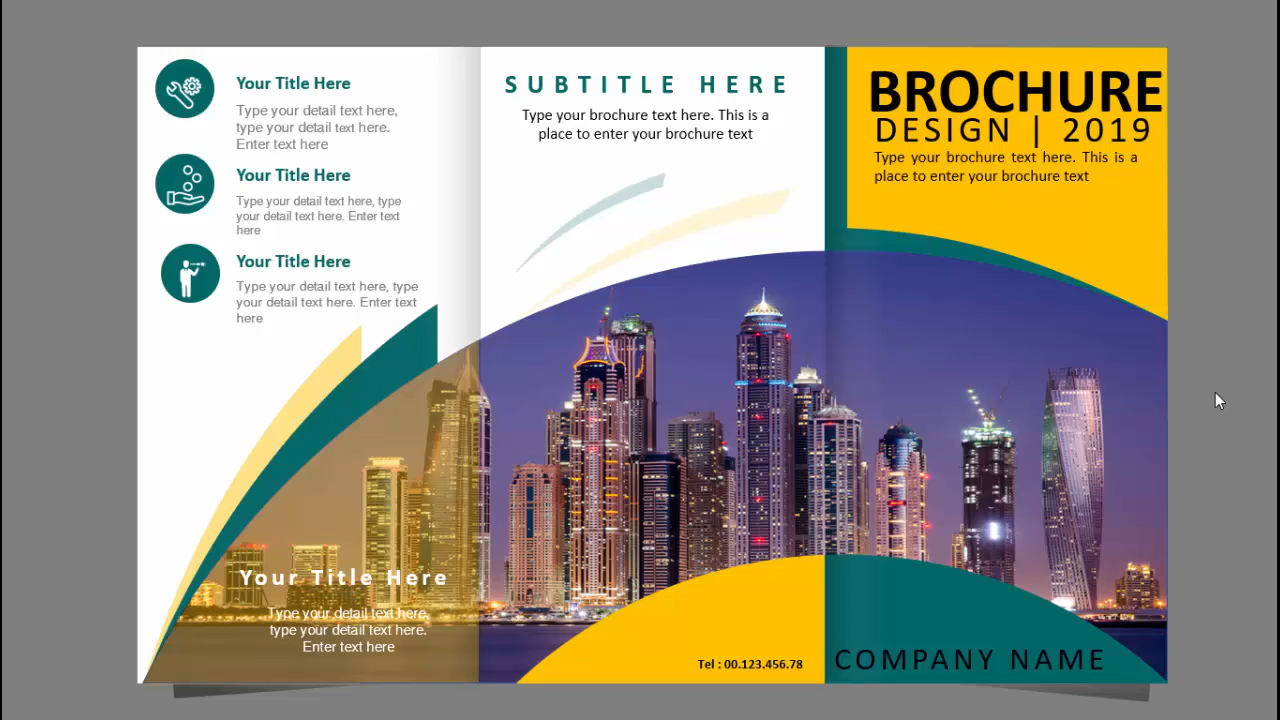 Your Title Here
Type your detail text here,
type your detail text here.
Enter text here
Your Title Here
Type your detail text here, type
your detail text here. Enter text
here
Your Title Here
Type your detail text here, type
your detail text here. Enter text
here
Your Title Here
Type your detail text here,
type your detail text here.
Enter text here
SUBTITLE HERE
Type your brochure text here. This is a
place to enter your brochure text
Tel : 00.123.456.78
BROCHURE
DESIGN | 2019
Type your brochure text here. This is a
place to enter your brochure text
COMPANY NAME